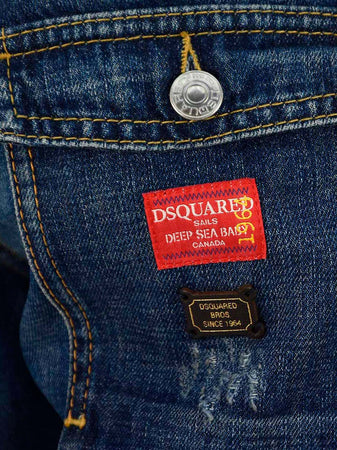 DSQUARED
SAILS
DEEP SEA BABY
CANADA
1964
DSQUARED
BROS
SINCE 1964